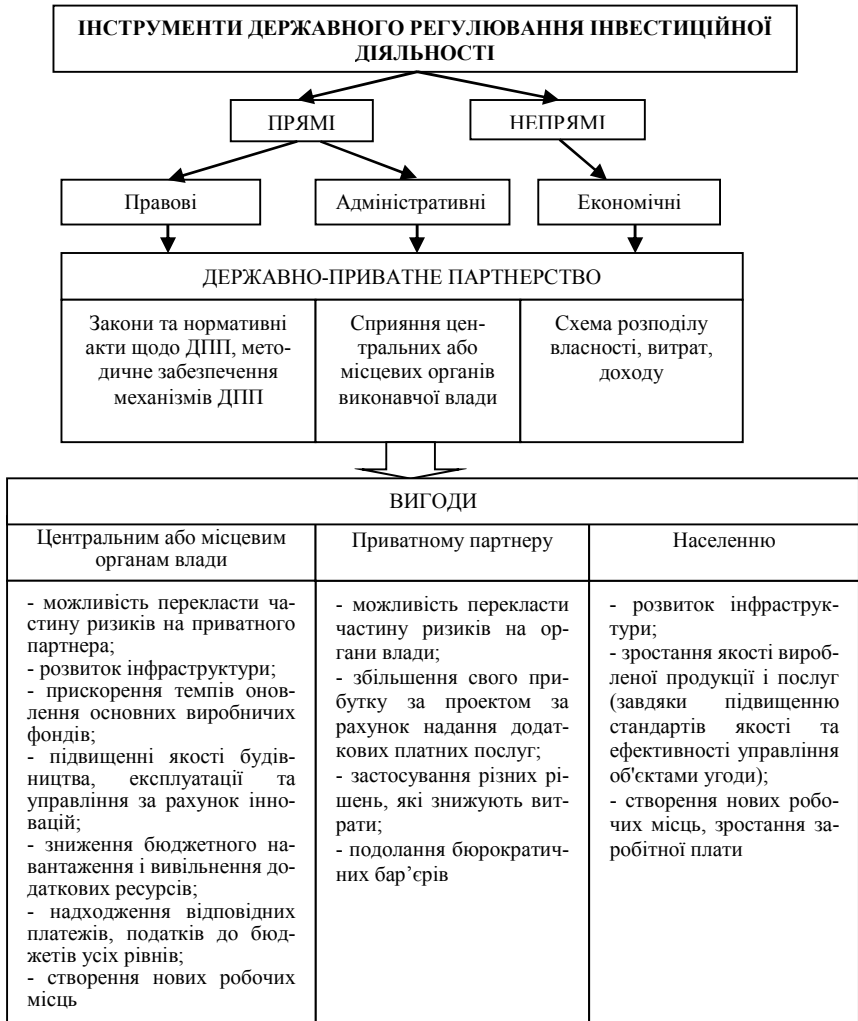 ІНСТРУМЕНТИ ДЕРЖАВНОГО РЕГУЛЮВАННЯ ІНВЕСТИЦІЙНОЇ
ДІЯЛЬНОСТІ
ПРЯМІ
НЕПРЯМІ
Правові
Адміністративні
Економічні
ДЕРЖАВНО-ПРИВАТНЕ ПАРТНЕРСТВО
Закони та нормативні
акти щодо ДПП, мето-
дичне забезпечення
механізмів ДПП
Сприяння цен-
тральних або
місцевих органів
виконавчої влади
Схема розподілу
власності, витрат,
доходу
ВИГОДИ
Центральним або місцевим
органам влади
Приватному партнеру
Населенню
- можливість перекласти ча-
стину ризиків на приватного
партнера;
- розвиток інфраструктури;
- прискорення темпів онов-
лення основних виробничих
фондів;
- підвищенні якості будів-
ництва, експлуатації та
управління за рахунок інно-
вацій;
- зниження бюджетного на-
вантаження і вивільнення до-
даткових ресурсів;
- надходження відповідних
платежів, податків до бюд-
жетів усіх рівнів;
- створення нових робочих
місць
- можливість перекласти
частину ризиків на ор-
гани влади;
- збільшення свого при-
бутку за проектом за
рахунок надання додат-
кових платних послуг;
- застосування різних рі-
шень, які знижують вит-
рати;
- подолання бюрократич-
них бар’єрів
- розвиток інфраструк-
тури;
- зростання якості вироб-
леної продукції і послуг
(завдяки підвищенню
стандартів якості та
ефективності управління
об'єктами угоди);
- створення нових робо-
чих місць, зростання за-
робітної плати